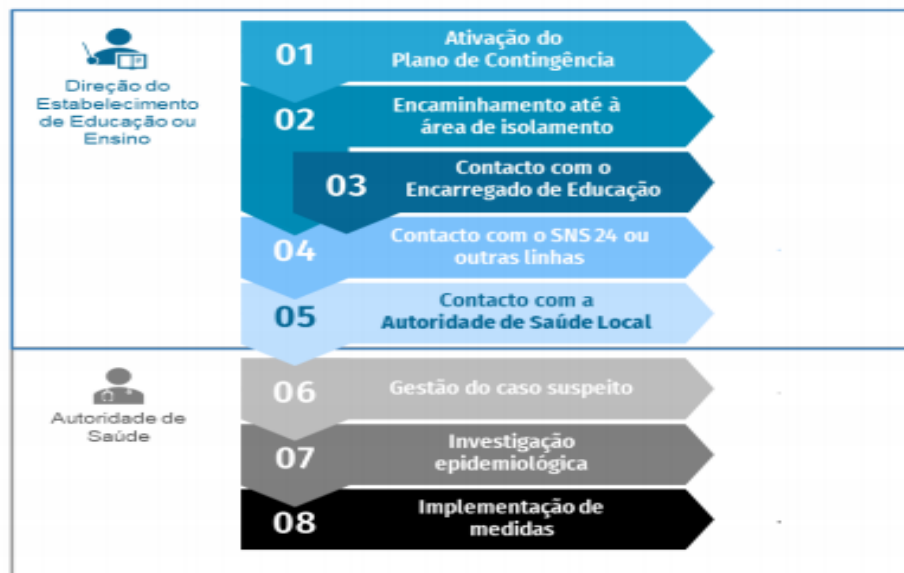 Direção do
Estabelecimento
de Educação ou
Ensino
01
Ativação do
Plano de Contingência
02
Encaminhamento até à
área de isolamento
03
Contacto com o
Encarregado de Educação
04
Contacto com o SNS 24 ou
outras linhas
05
Contacto com a
Autoridade de Saúde Local
Autoridade de
Saúde
06
Gestão do caso suspeito
07
Investigação
epidemiológica
08
Implementação de
medidas